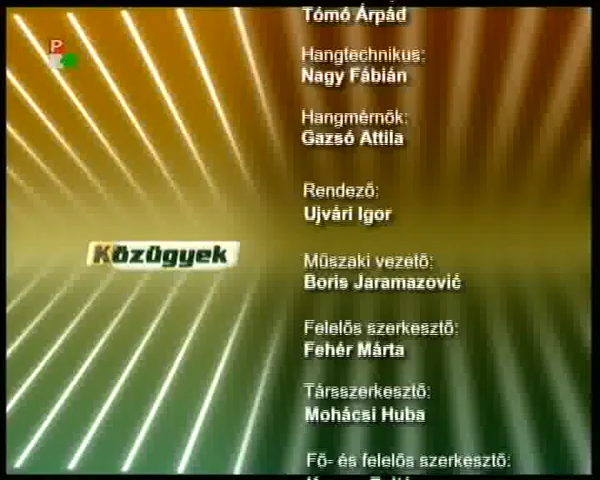 Tómó Árpád
P
Hangtechnikus:
Nagy Fábián
Hangmérnök:
Gazsó Attila
Rendező:
Ujvári Igor
Közügyek
Műszaki vezető:
Boris Jaramazović
Felelős szerkesztő:
Fehér Márta
Társszerkesztő:
Mohácsi Huba
Fő- és felelős szerkesztő: